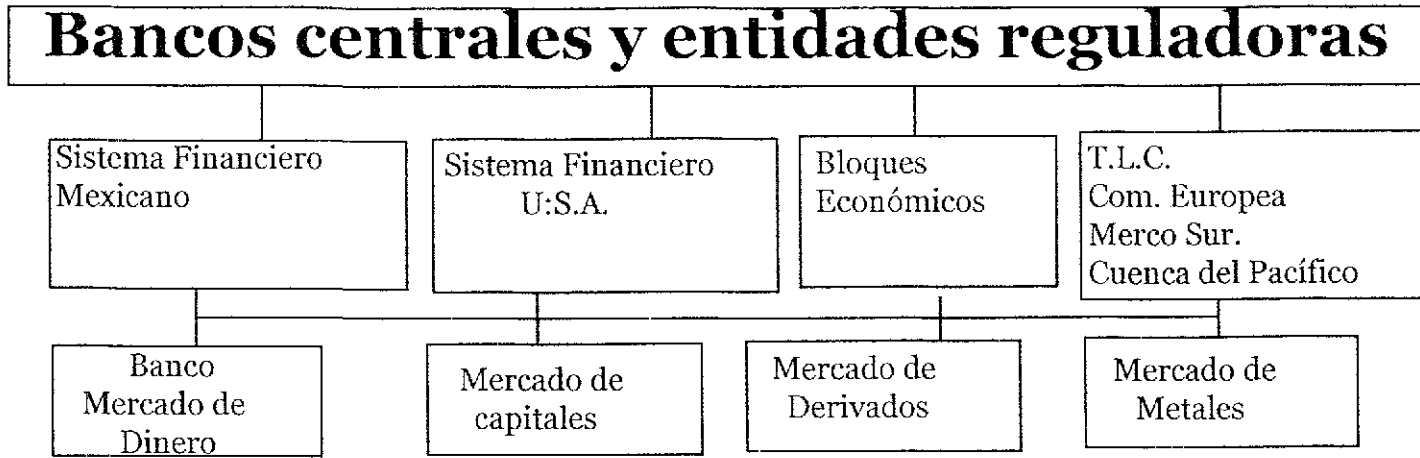 Bancos centrales y entidades reguladoras
Sistema Financiero
Mexicano
Sistema Financiero
U:S.A.
Bloques
Económicos
T.L.C.
Com. Europea
Merco Sur.
Cuenca del Pacífico
Banco
Mercado de
Dinero
Mercado de
capitales
Mercado de
Derivados
Mercado de
Metales